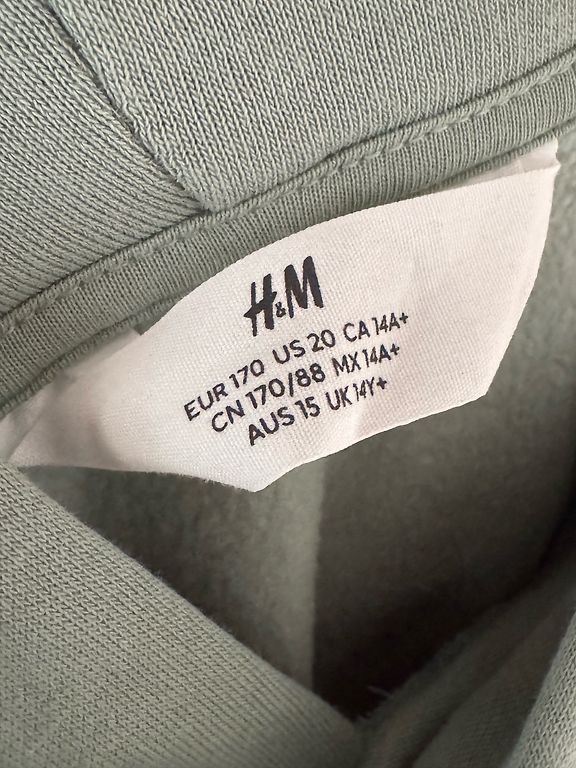 H&M
EUR 170 US 20 CA 14A+
CN 170/88 MX 14A+
AUS 15 UK 14Y+